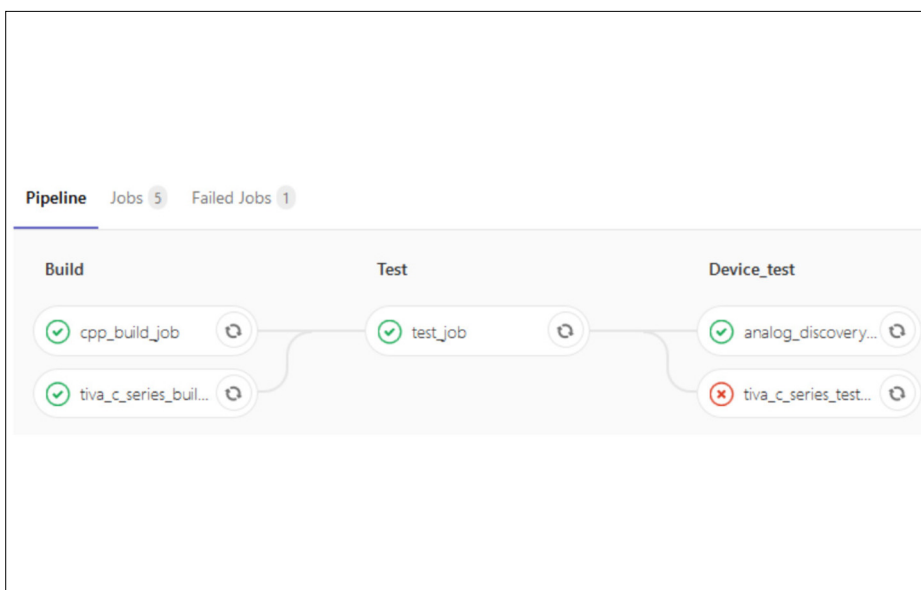 Pipeline Jobs 5 Failed Jobs 1
Build Test Device_test
cpp_build_job test_job analog_discovery...
tiva_c_series_buil... tiva_c_series_test...